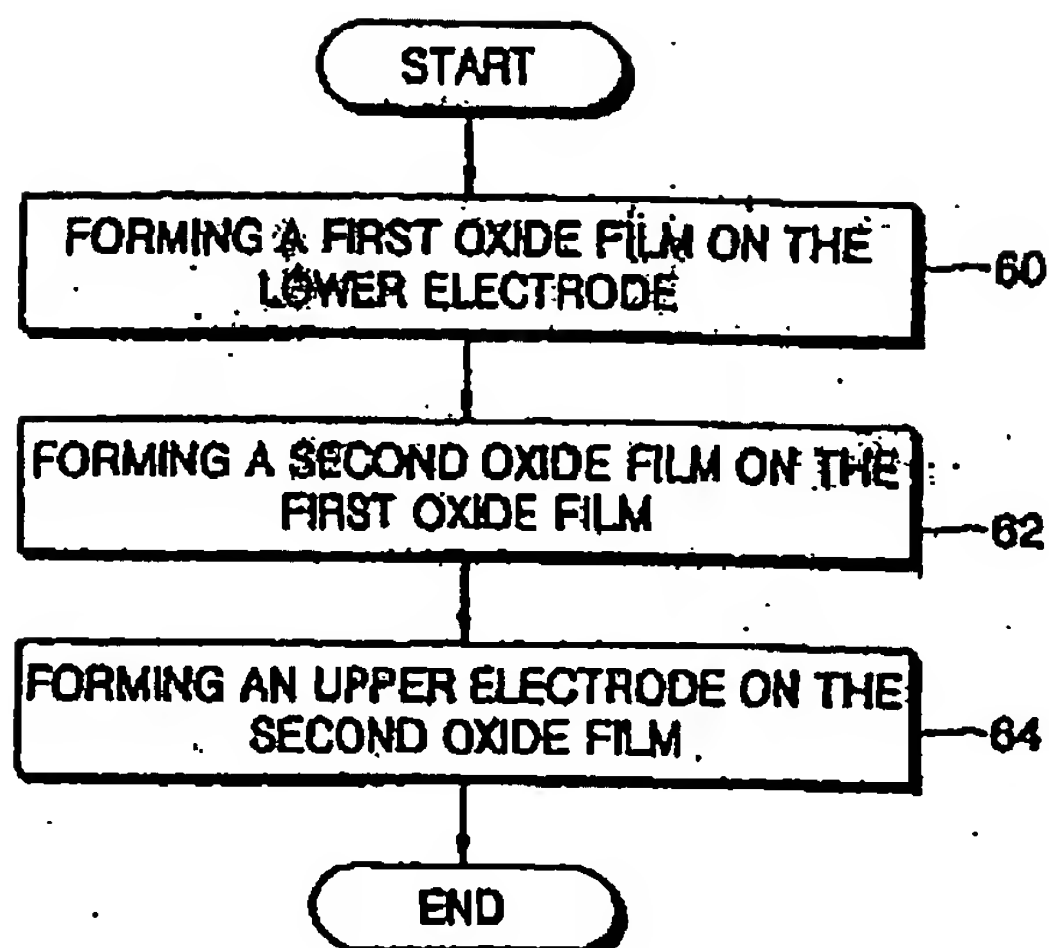 START
FORMING A FIRST OXIDE FILM ON THE
LOWER ELECTRODE
60
FORMING A SECOND OXIDE FILM ON THE
FIRST OXIDE FILM
62
FORMING AN UPPER ELECTRODE ON THE
SECOND OXIDE FILM
64
END